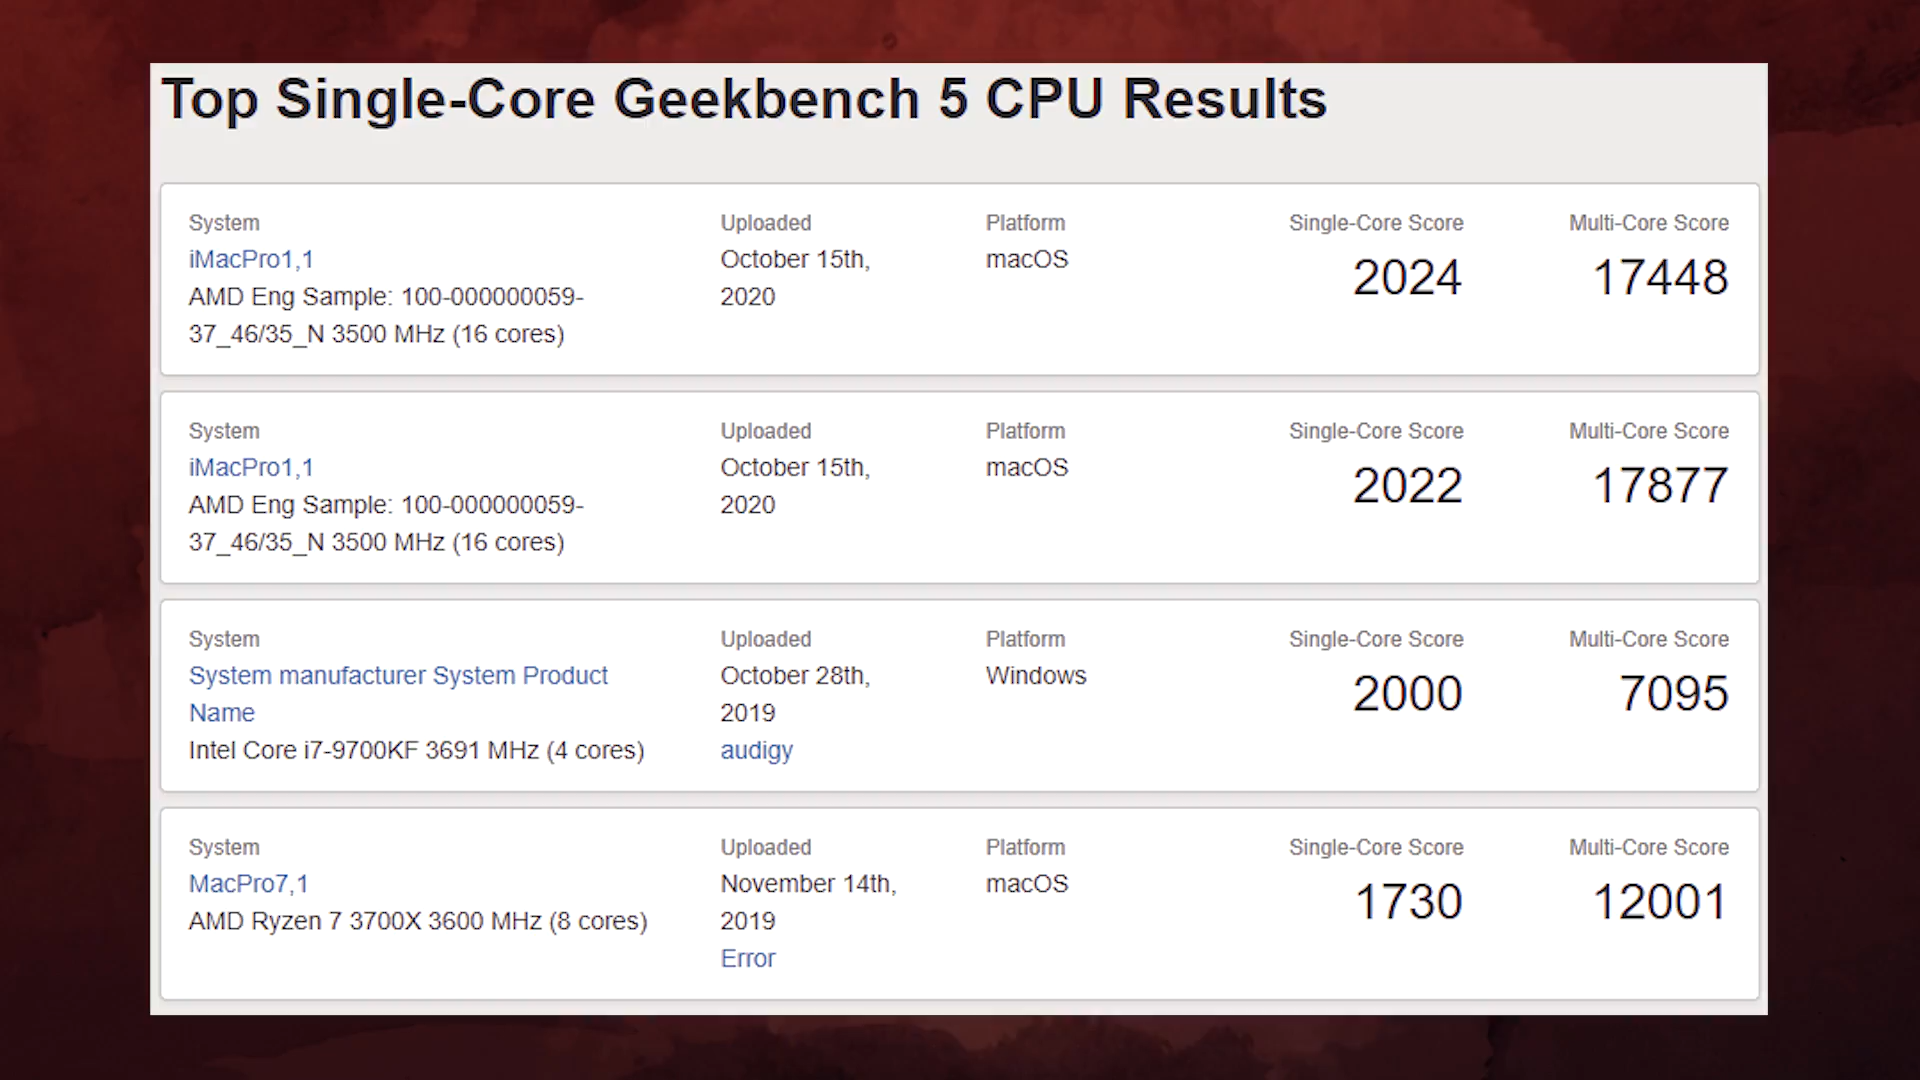 Top Single-Core Geekbench 5 CPU Results
System
Uploaded
Platform
Single-Core Score
Multi-Core Score
iMacPro1,1
October 15th,
macOS
2024
17448
AMD Eng Sample: 100-000000059-
2020
37_46/35_N 3500 MHz (16 cores)
System
Uploaded
Platform
Single-Core Score
Multi-Core Score
iMacPro1,1
October 15th,
macOS
2022
17877
AMD Eng Sample: 100-000000059-
2020
37_46/35_N 3500 MHz (16 cores)
System
Uploaded
Platform
Single-Core Score
Multi-Core Score
System manufacturer System Product
October 28th,
Windows
2000
7095
Name
2019
Intel Core i7-9700KF 3691 MHz (4 cores)
audigy
System
Uploaded
Platform
Single-Core Score
Multi-Core Score
MacPro7,1
November 14th,
macOS
1730
12001
AMD Ryzen 7 3700X 3600 MHz (8 cores)
2019
Error